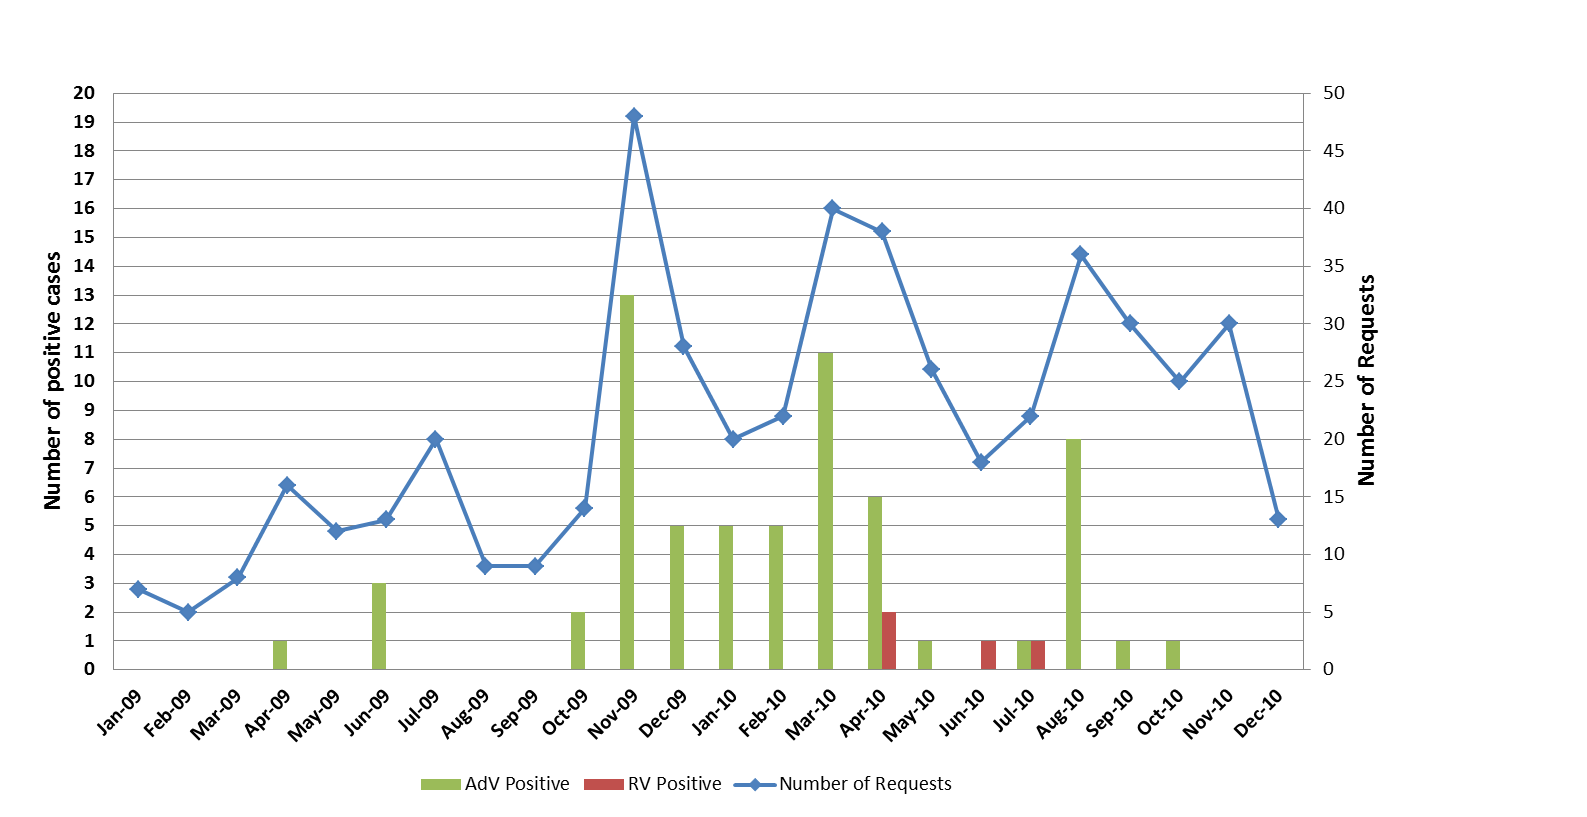 Number of positive cases
20
19
18
17
16
15
14
13
12
11
10
9
8
7
6
5
4
3
2
1
0
50
45
40
35
30
25
20
15
10
5
0
Number of Requests
Jan-09
Feb-09
Mar-09
Apr-09
May-09
Jun-09
Jul-09
Aug-09
Sep-09
Oct-09
Nov-09
Dec-09
Jan-10
Feb-10
Mar-10
Apr-10
May-10
Jun-10
Jul-10
Aug-10
Sep-10
Oct-10
Nov-10
Dec-10
AdV Positive RV Positive Number of Requests